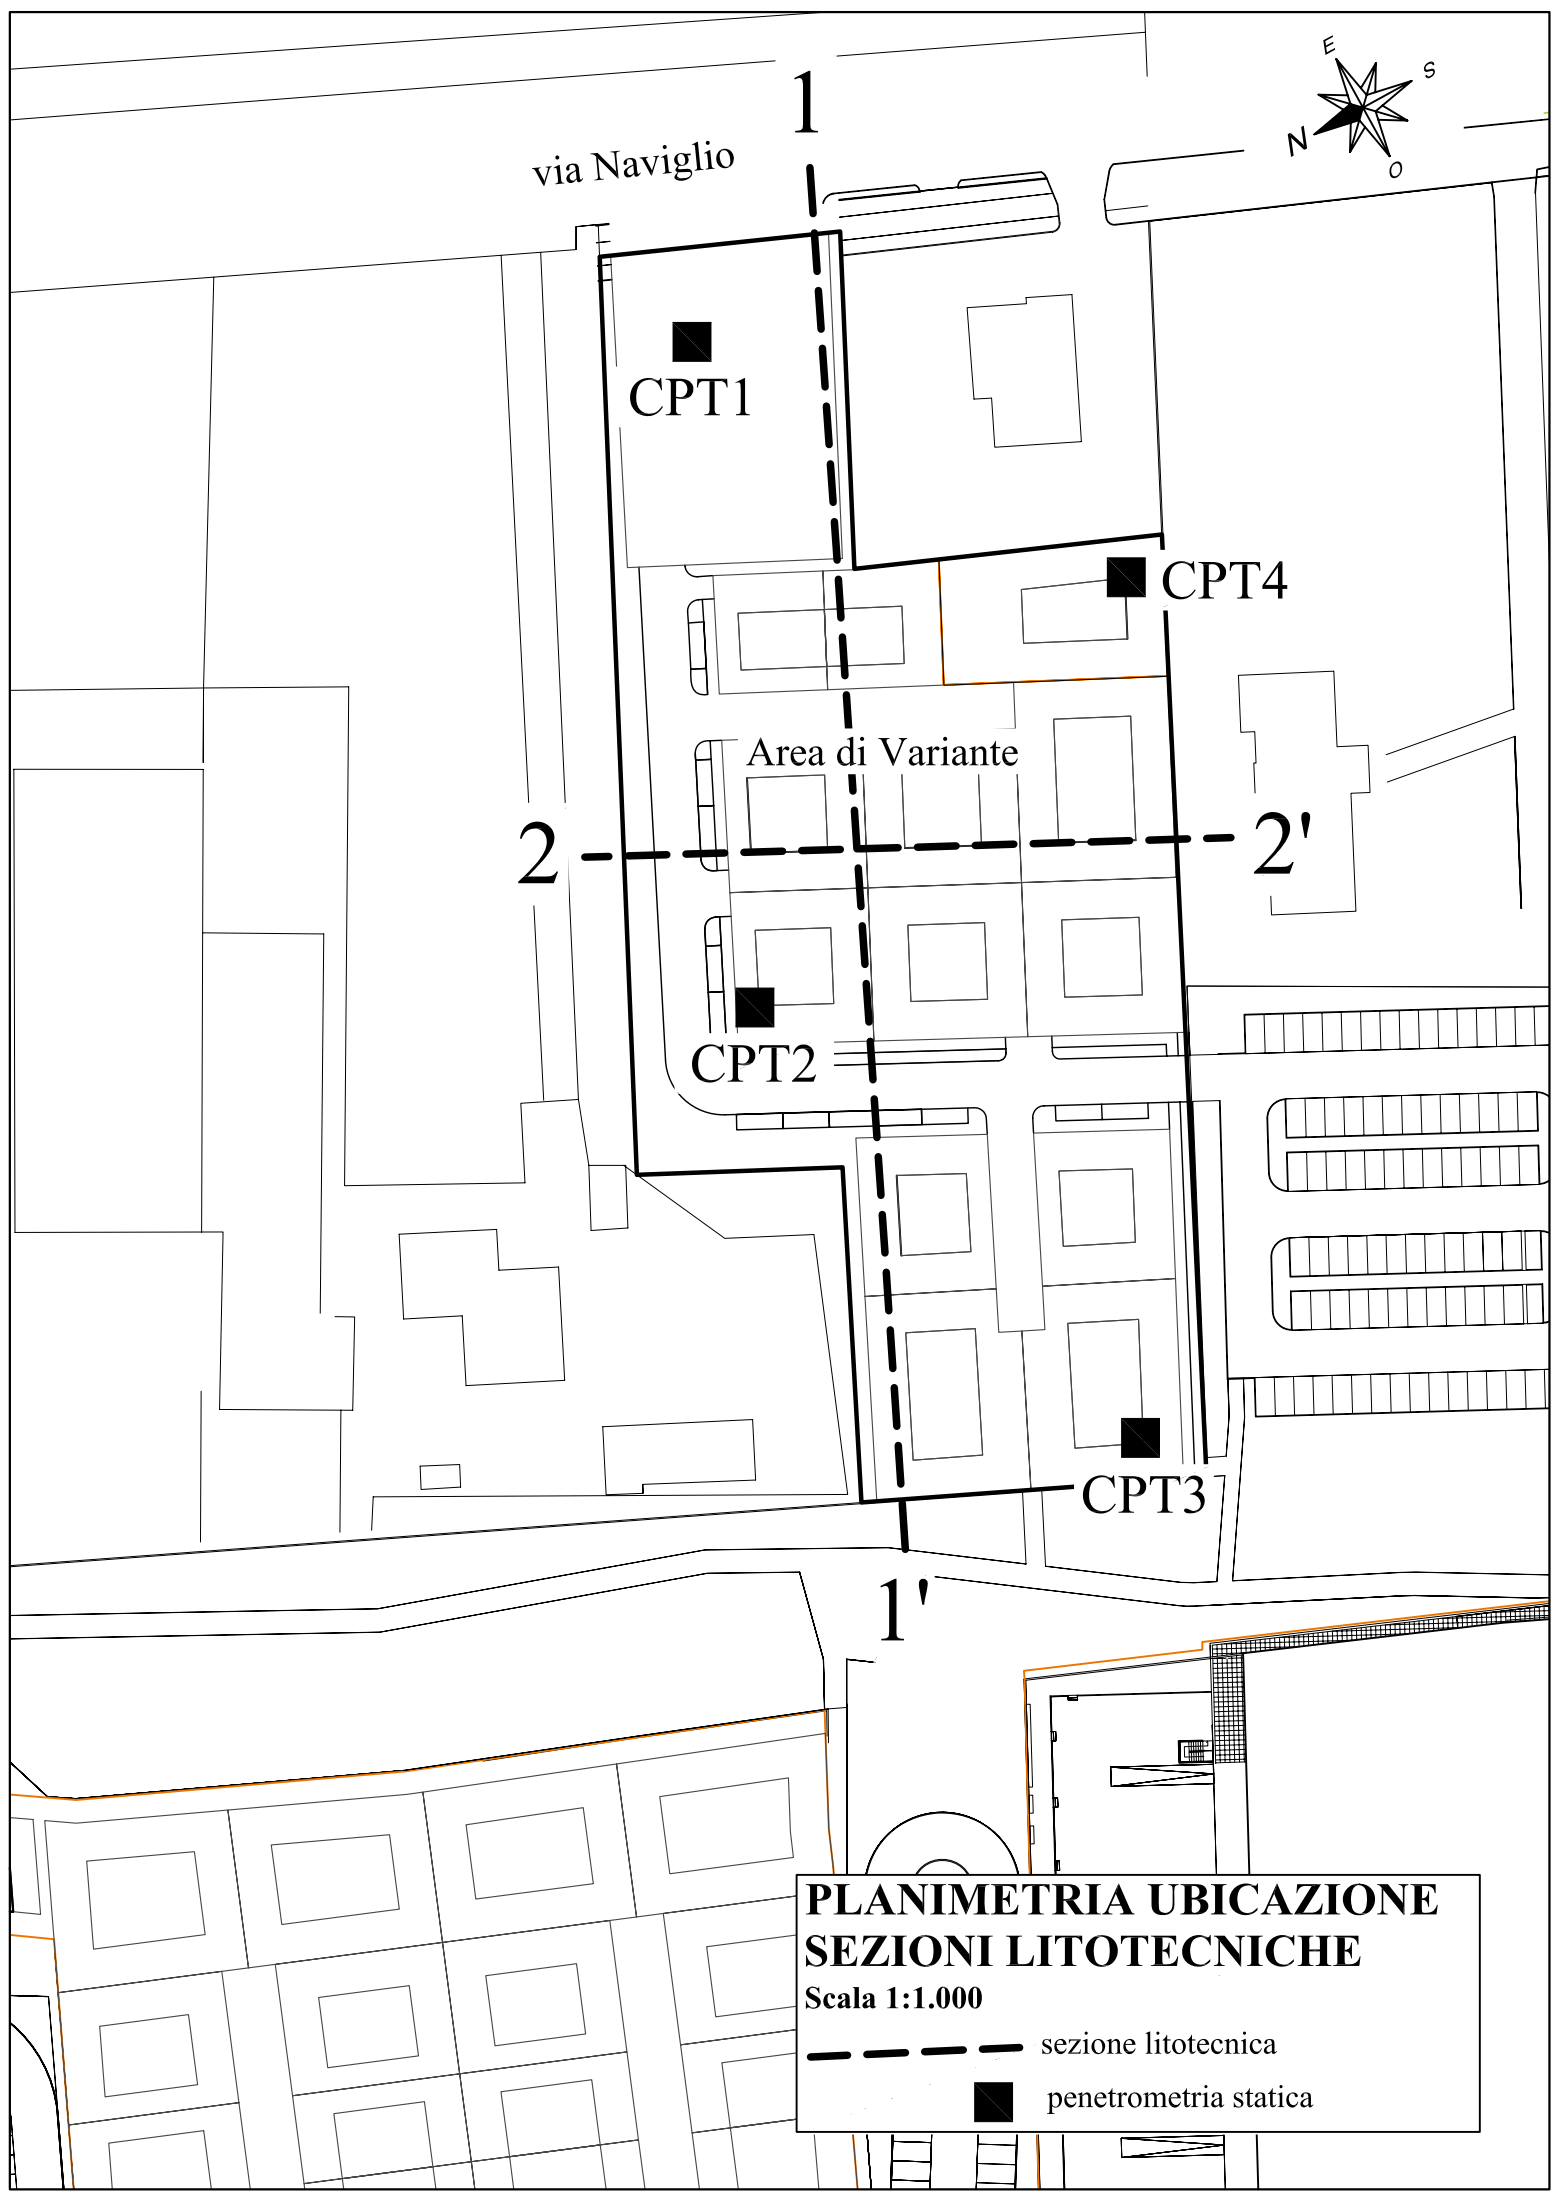 E
S
N
O
1
via Naviglio
CPT1
CPT4
Area di Variante
2
2'
CPT2
CPT3
1'
PLANIMETRIA UBICAZIONE
SEZIONI LITOTECNICHE
Scala 1:1.000
sezione litotecnica
penetrometria statica